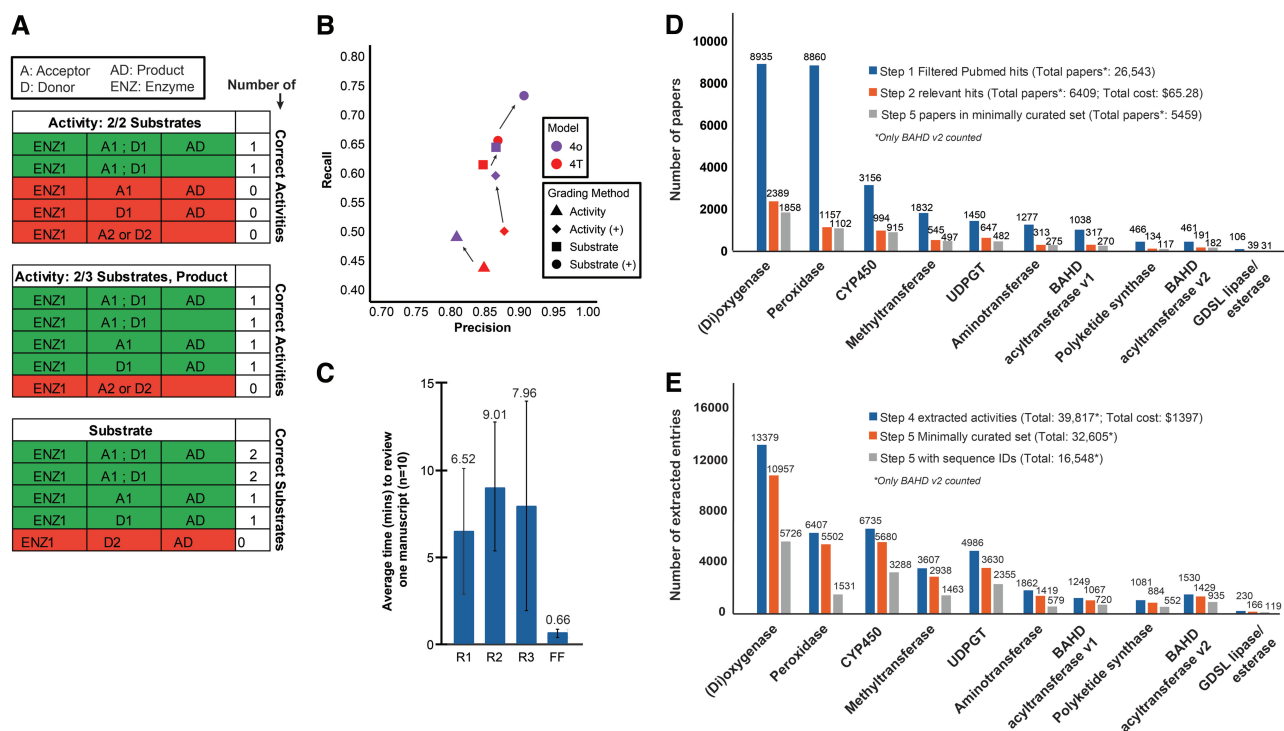 A
A: Acceptor AD: Product
D: Donor ENZ: Enzyme
Number of
Activity: 2/2 Substrates
ENZ1 A1 ; D1 AD 1
ENZ1 A1 ; D1 1
ENZ1 A1 AD 0
ENZ1 D1 AD 0
ENZ1 A2 or D2 0
Correct Activities
Activity: 2/3 Substrates, Product
ENZ1 A1 ; D1 AD 1
ENZ1 A1 ; D1 1
ENZ1 A1 AD 1
ENZ1 D1 AD 1
ENZ1 A2 or D2 0
Correct Activities
Substrate
ENZ1 A1 ; D1 AD 2
ENZ1 A1 ; D1 2
ENZ1 A1 AD 1
ENZ1 D1 AD 1
ENZ1 D2 AD 0
Correct Substrates
B
Recall
0.80
0.75
0.70
0.65
0.60
0.55
0.50
0.45
0.40
0.70 0.75 0.80 0.85 0.90 0.95 1.00
Precision
Model
4o
4T
Grading Method
Activity
Activity (+)
Substrate
Substrate (+)
C
Average time (mins) to review
one manuscript (n=10)
15
10
5
0
6.52
9.01
7.96
0.66
R1 R2 R3 FF
D
Number of papers
10000
8000
6000
4000
2000
0
Step 1 Filtered Pubmed hits (Total papers*: 26,543)
Step 2 relevant hits (Total papers*: 6409; Total cost: $65.28)
Step 5 papers in minimally curated set (Total papers*: 5459)
*Only BAHD v2 counted
8935 2389 1858
8860 1157 1102
3156 994 915
1832 545 497
1450 647 482
1277 313 275
1038 317 270
466 134 117
461 191 182
106 39 31
(Di)oxygenase
Peroxidase
CYP450
Methyltransferase
UDPGT
Aminotransferase
BAHD
acyltransferase v1
Polyketide synthase
BAHD
acyltransferase v2
GDSL lipase/
esterase
E
Number of extracted entries
16000
13000
12000
8000
4000
0
Step 4 extracted activities (Total: 39,817*; Total cost: $1397)
Step 5 Minimally curated set (Total: 32,605*)
Step 5 with sequence IDs (Total: 16,548*)
*Only BAHD v2 counted
13379 10957 5726
6407 5502 1531
6735 5680 3288
3607 2938 1463
4986 3630 2355
1862 1419 579
1249 1067 720
1081 884 552
1530 1429 935
230 166 119
(Di)oxygenase
Peroxidase
CYP450
Methyltransferase
UDPGT
Aminotransferase
BAHD
acyltransferase v1
Polyketide synthase
BAHD
acyltransferase v2
GDSL lipase/
esterase